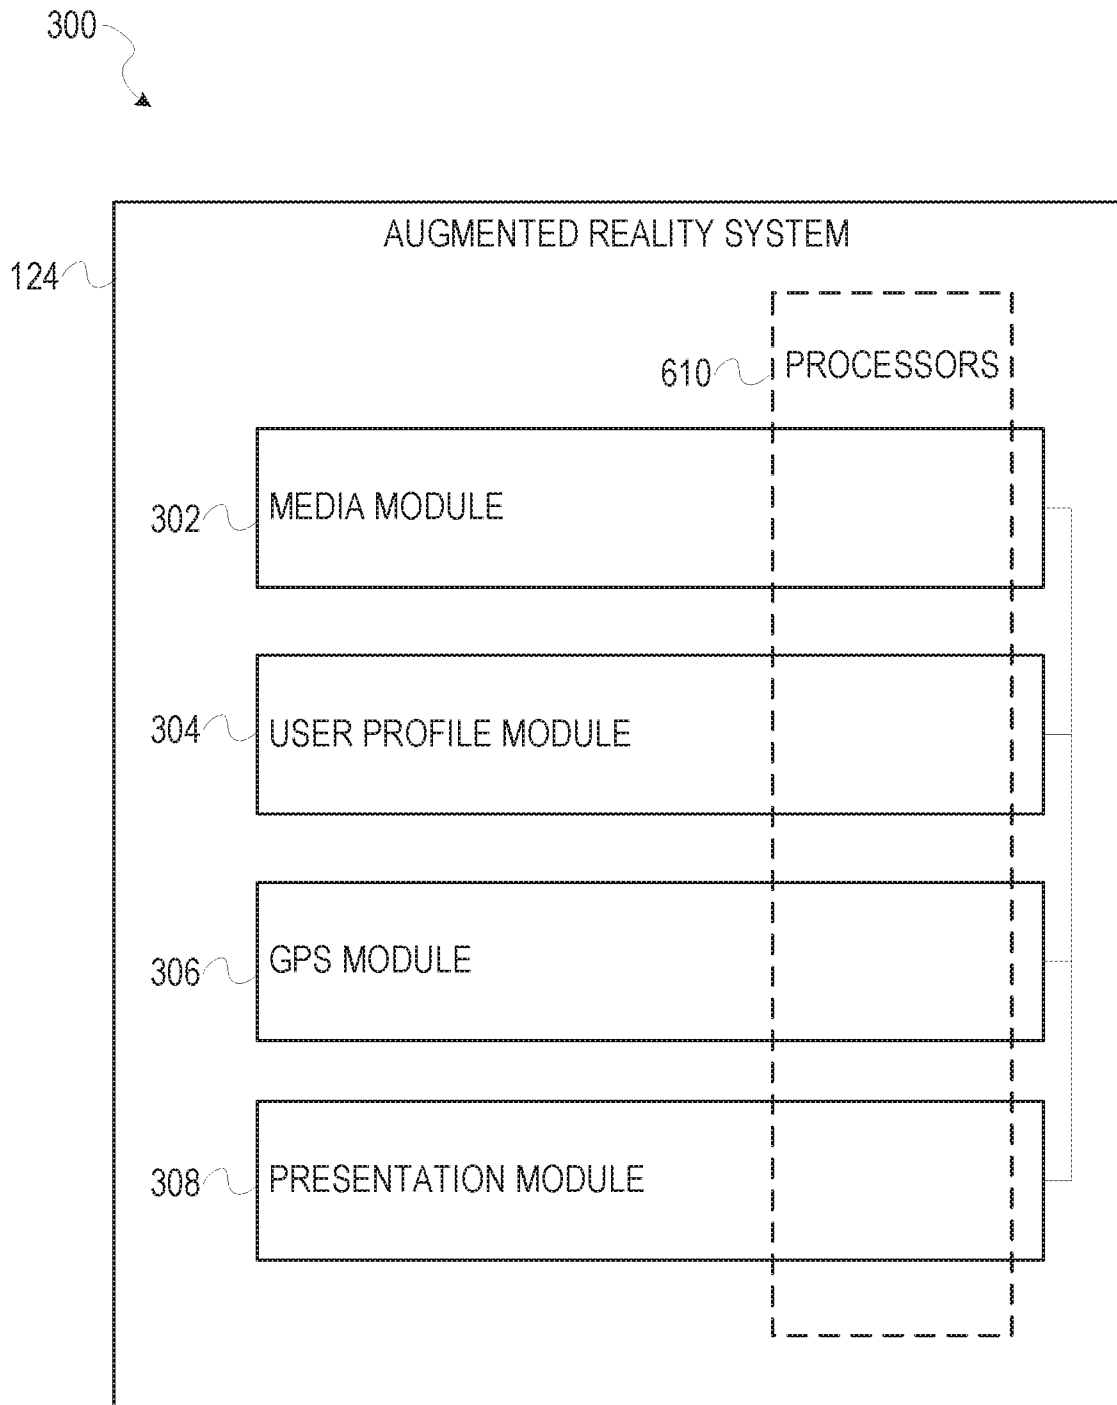 300
AUGMENTED REALITY SYSTEM
124
610 PROCESSORS
302 MEDIA MODULE
304 USER PROFILE MODULE
306 GPS MODULE
308 PRESENTATION MODULE